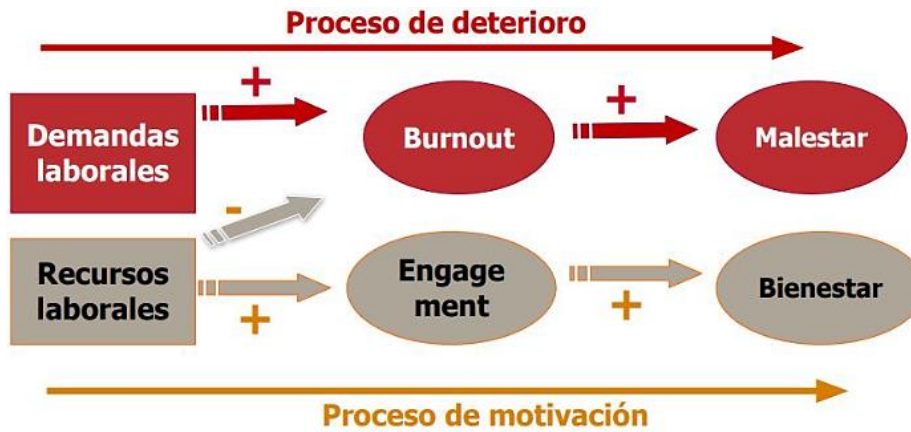 Proceso de deterioro
+
+
Demandas
laborales
Burnout
Malestar
-
Recursos
laborales
Engage
ment
Bienestar
+
+
Proceso de motivación